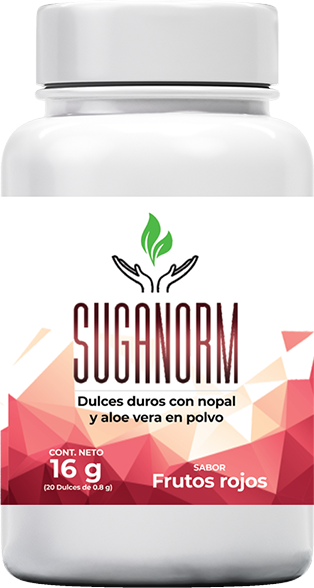 SUGANORM
Dulces duros con nopal
y aloe vera en polvo
CONT. NETO
16 g
(20 Dulces de 0.8 g)
SABOR
Frutos rojos